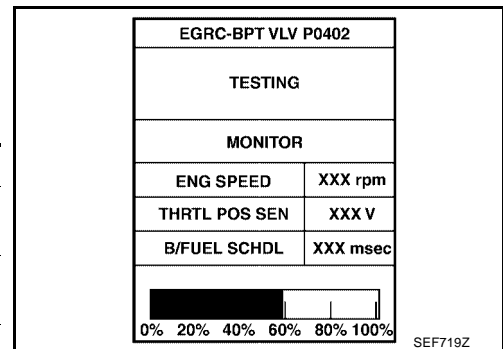 EGRC-BPT VLV P0402
TESTING
MONITOR
ENG SPEED XXX rpm
THRTL POS SEN XXX V
B/FUEL SCHDL XXX msec
0% 20% 40% 60% 80% 100%
SEF719Z